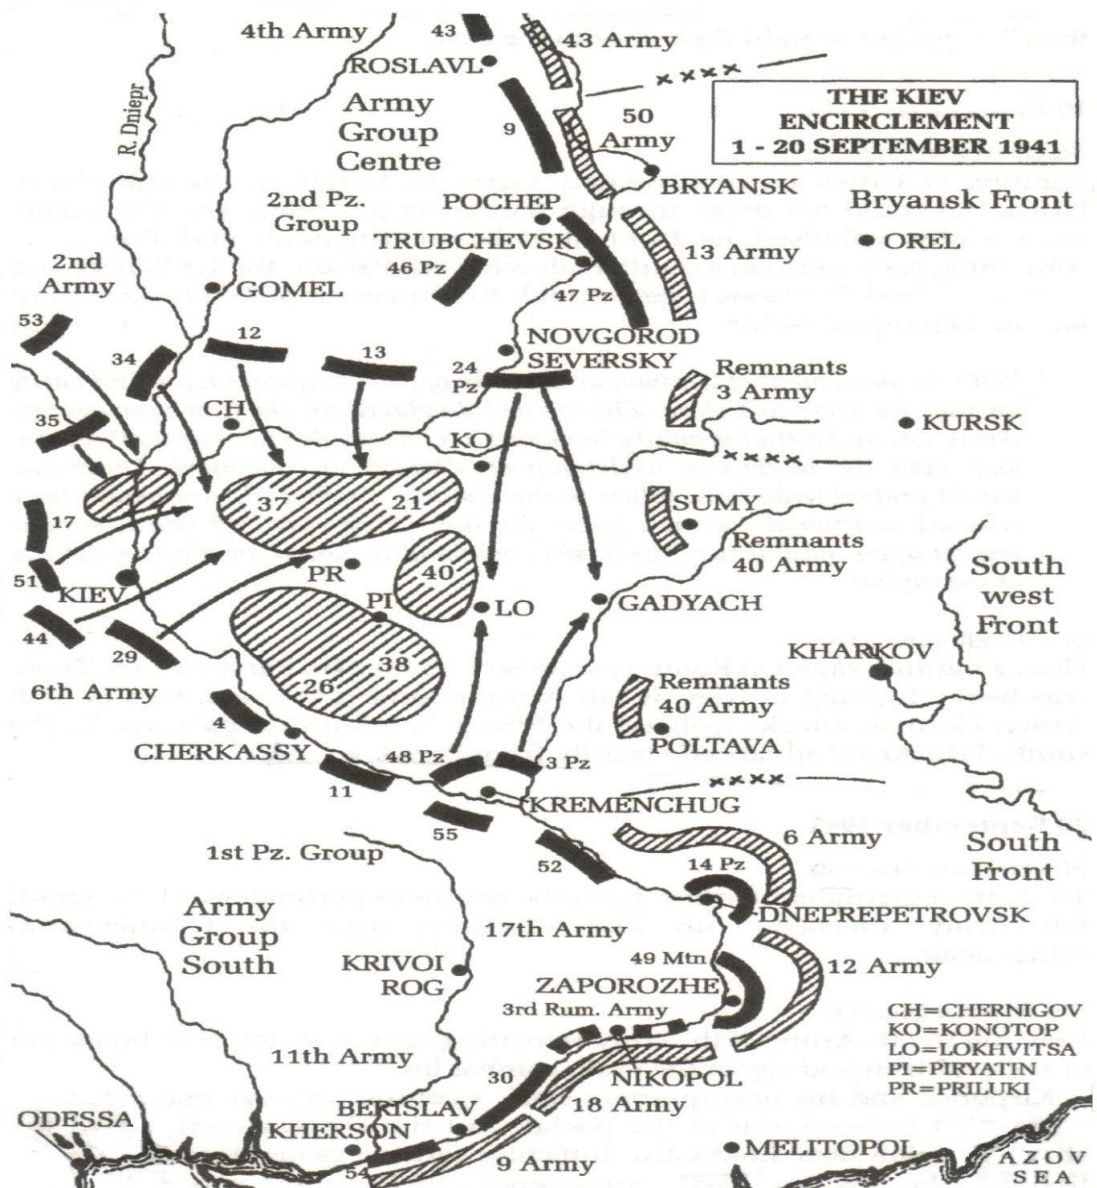 4th Army
43
43 Army
ROSLAVL
THE KIEV
ENCIRCLEMENT
1 - 20 SEPTEMBER 1941
R. Dniepr
Army
Group
Centre
9
50
Army
BRYANSK
Bryansk Front
2nd Pz.
Group
POCHEP
TRUBCHEVSK
46 Pz
47 Pz
13 Army
OREL
2nd
Army
GOMEL
53
34
12
13
24
Pz
NOVGOROD
SEVERSKY
Remnants
3 Army
35
CH
KO
KURSK
17
37
21
SUMY
Remnants
40 Army
51
KIEV
PR
40
South
west
Front
44
29
PI
LO
GADYACH
KHARKOV
6th Army
38
26
Remnants
40 Army
POLTAVA
4
CHERKASSY
48 Pz
3 Pz
11
KREMENCHUG
55
6 Army
South
Front
1st Pz. Group
52
14 Pz
DNEPREPETROVSK
Army
Group
South
17th Army
KRIVOI
ROG
49 Mtn
ZAPOROZHE
12 Army
3rd Rum. Army
11th Army
NIKOPOL
30
18 Army
BERISLAV
ODESSA
KHERSON
54
9 Army
MELITOPOL
AZOV
SEA
CH=CHERNIGOV
KO=KONOTOP
LO=LOKHVITSA
PI=PIRYATIN
PR=PRILUKI